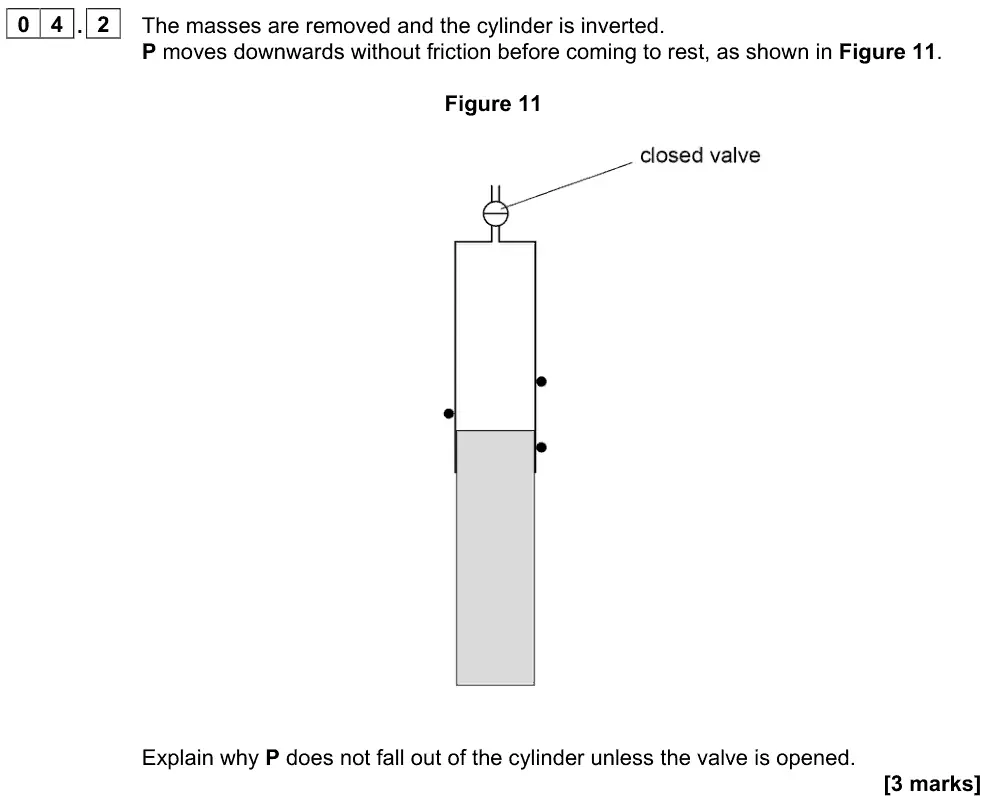 04.2 The masses are removed and the cylinder is inverted.
P moves downwards without friction before coming to rest, as shown in Figure 11.
Figure 11
closed valve
Explain why P does not fall out of the cylinder unless the valve is opened.
[3 marks]